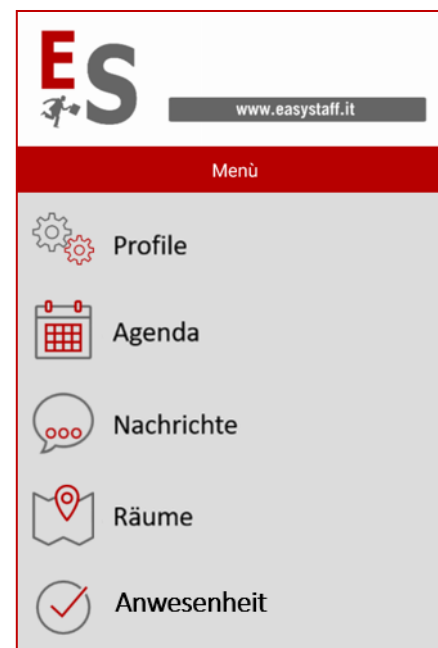 ES
www.easystaff.it
Menù
Profile
Agenda
Nachrichte
Räume
Anwesenheit